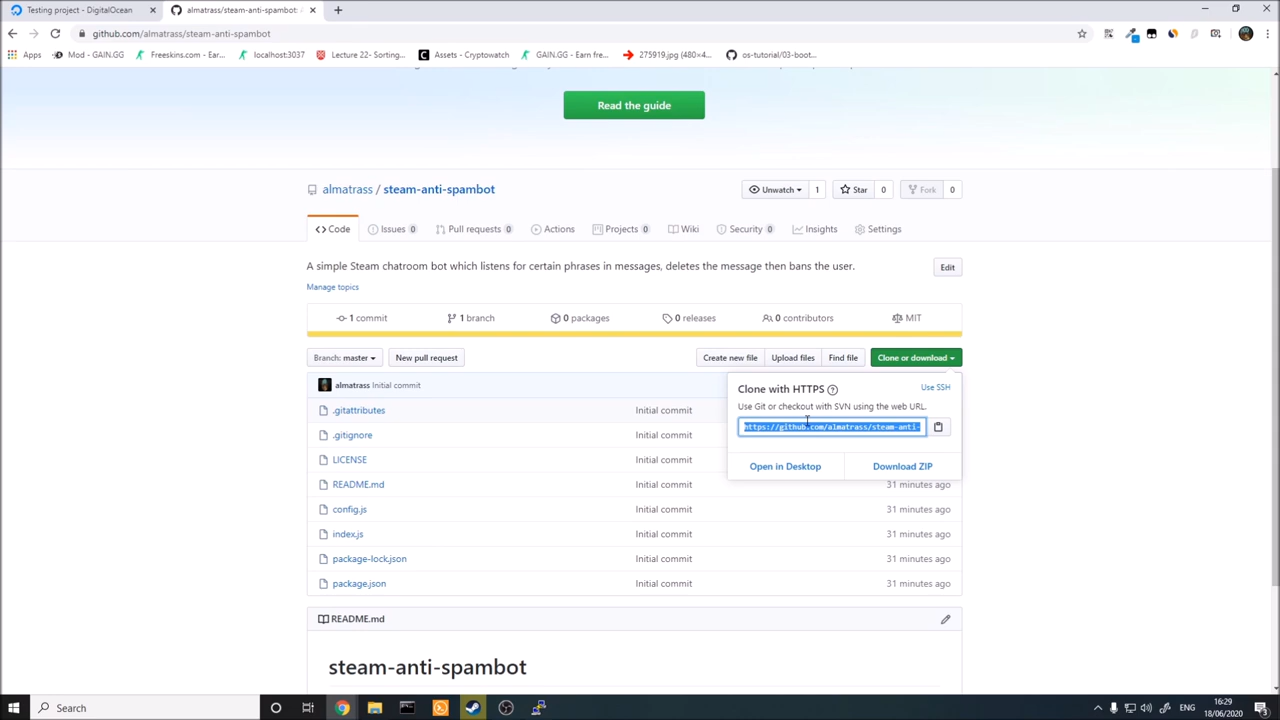 Testing project - DigitalOcean
almatrass/steam-anti-spambot:
github.com/almatrass/steam-anti-spambot
Apps
Mod - GAIN.GG
Freeskins.com - Ear...
localhost:3037
Lecture 22- Sorting...
Assets - Cryptowatch
GAIN.GG - Earn free...
275919.jpg (480×4...
os-tutorial/03-boot...
Read the guide
almatrass / steam-anti-spambot
Unwatch 1
Star 0
Fork 0
Code
Issues 0
Pull requests 0
Actions
Projects 0
Wiki
Security 0
Insights
Settings
A simple Steam chatroom bot which listens for certain phrases in messages, deletes the message then bans the user.
Edit
Manage topics
1 commit
1 branch
0 packages
0 releases
0 contributors
MIT
Branch: master
New pull request
Create new file
Upload files
Find file
Clone or download
almatrass Initial commit
Clone with HTTPS
Use SSH
Use Git or checkout with SVN using the web URL.
https://github.com/almatrass/steam-anti-
Open in Desktop
Download ZIP
.gitattributes Initial commit
.gitignore Initial commit
LICENSE Initial commit
README.md Initial commit 31 minutes ago
config.js Initial commit 31 minutes ago
index.js Initial commit 31 minutes ago
package-lock.json Initial commit 31 minutes ago
package.json Initial commit 31 minutes ago
README.md
steam-anti-spambot
Search
ENG
16:29
18/06/2020
3